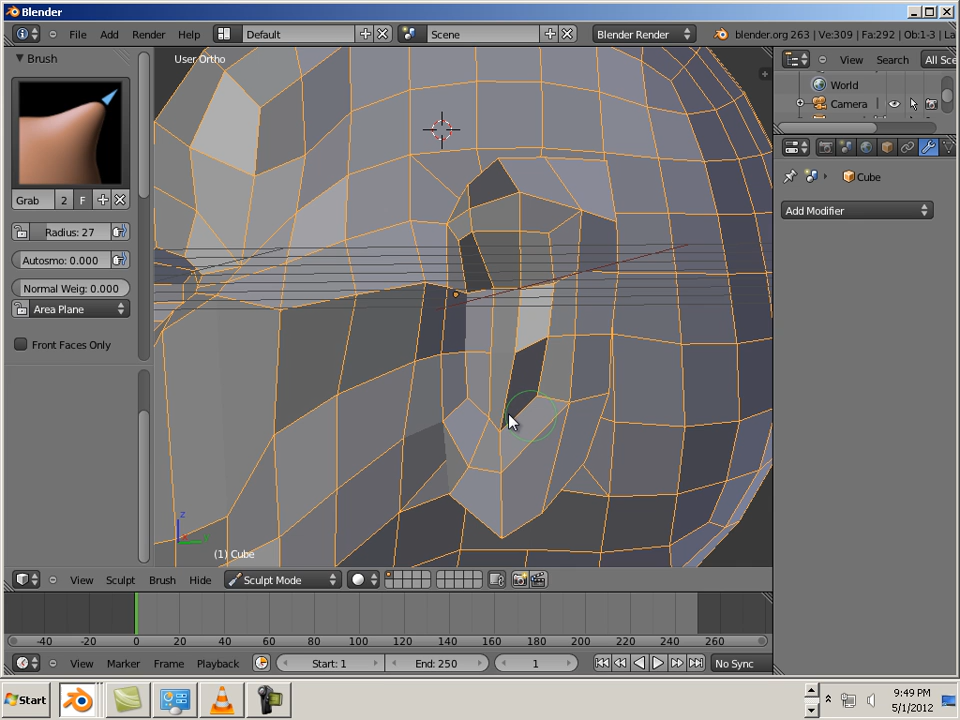 Blender
File Add Render Help Default Scene Blender Render blender.org 263 | Ve:309 | Fa:292 | Ob:1-3 | La
Brush
User Ortho
View Search All Sce
World
Camera
Grab 2 F
Cube
Radius: 27
Add Modifier
Autosmo: 0.000
Normal Weig: 0.000
Area Plane
Front Faces Only
z
(1) Cube
View Sculpt Brush Hide Sculpt Mode
-40 -20 0 20 40 60 80 100 120 140 160 180 200 220 240 260
View Marker Frame Playback Start: 1 End: 250 1 No Sync
Start
9:49 PM
5/1/2012